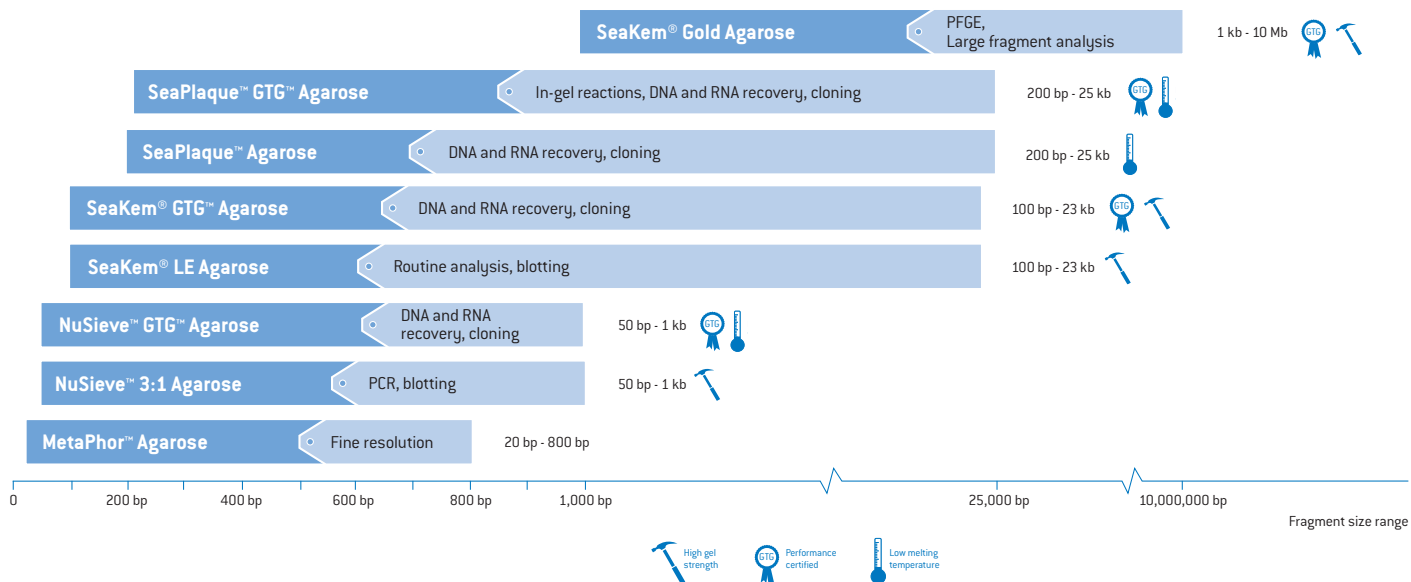 SeaKem® Gold Agarose
PFGE,
Large fragment analysis
1 kb - 10 Mb
GTG
SeaPlaque™ GTG™ Agarose
In-gel reactions, DNA and RNA recovery, cloning
200 bp - 25 kb
GTG
SeaPlaque™ Agarose
DNA and RNA recovery, cloning
200 bp - 25 kb
SeaKem® GTG™ Agarose
DNA and RNA recovery, cloning
100 bp - 23 kb
GTG
SeaKem® LE Agarose
Routine analysis, blotting
100 bp - 23 kb
NuSieve™ GTG™ Agarose
DNA and RNA
recovery, cloning
50 bp - 1 kb
GTG
NuSieve™ 3:1 Agarose
PCR, blotting
50 bp - 1 kb
MetaPhor™ Agarose
Fine resolution
20 bp - 800 bp
0
200 bp
400 bp
600 bp
800 bp
1,000 bp
25,000 bp
10,000,000 bp
Fragment size range
High gel
strength
GTG
Performance
certified
Low melting
temperature